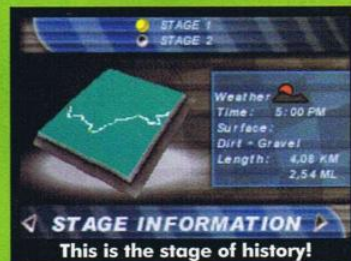 STAGE 1
STAGE 2
Weather
Time: 5:00 PM
Surface:
Dirt - Gravel
Length: 4,08 KM
2,54 ML
STAGE INFORMATION
This is the stage of history!